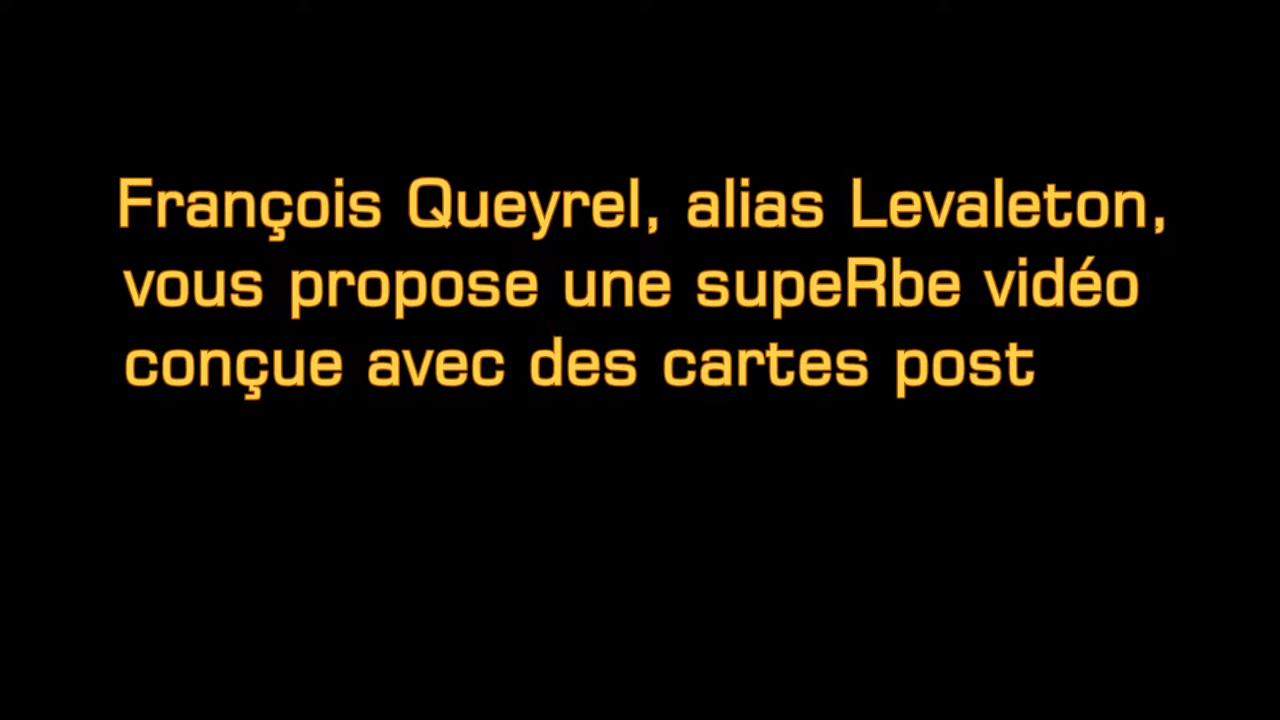 François Queyrel, alias Levaleton,
vous propose une supeRbe vidéo
conçue avec des cartes post